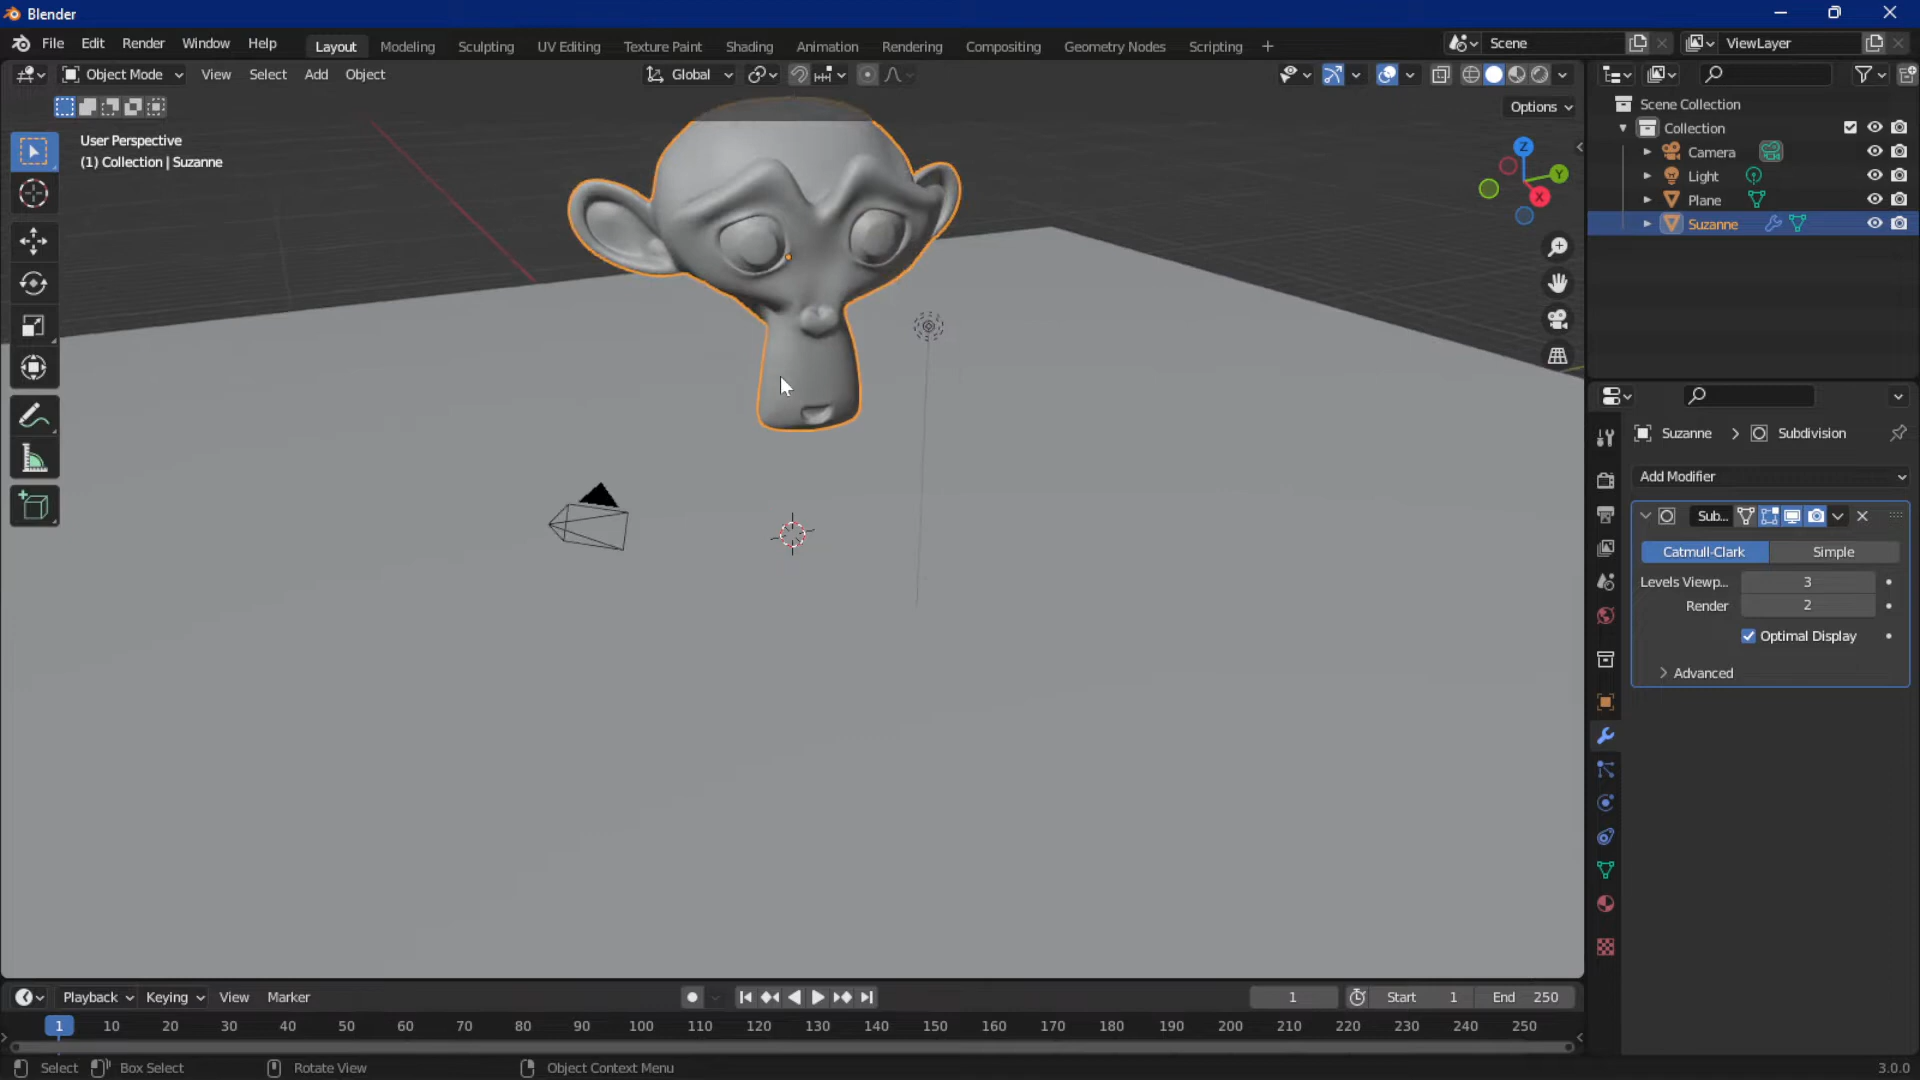 Blender
File Edit Render Window Help Layout Modeling Sculpting UV Editing Texture Paint Shading Animation Rendering Compositing Geometry Nodes Scripting + Scene ViewLayer
Object Mode View Select Add Object Global
Options
User Perspective
(1) Collection | Suzanne
Z
Y
X
Scene Collection
Collection
Camera
Light
Plane
Suzanne
Suzanne > Subdivision
Add Modifier
Sub...
Catmull-Clark Simple
Levels Viewp... 3
Render 2
Optimal Display
Advanced
Playback Keying View Marker 1 Start 1 End 250
1 10 20 30 40 50 60 70 80 90 100 110 120 130 140 150 160 170 180 190 200 210 220 230 240 250
Select Box Select Rotate View Object Context Menu 3.0.0